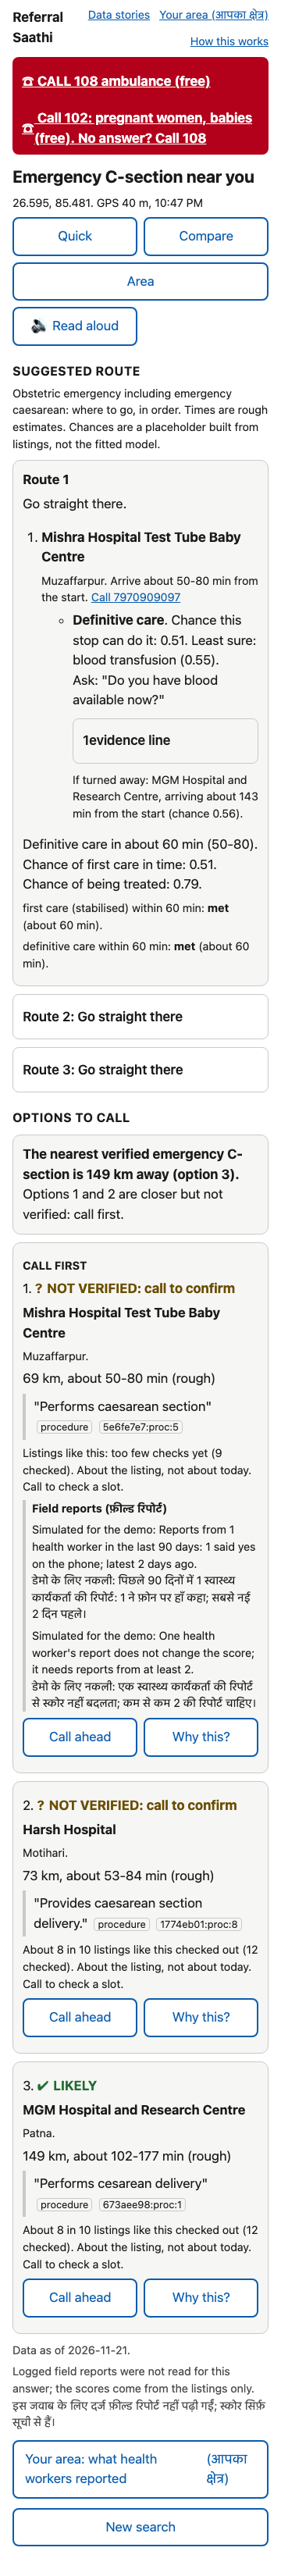 Referral Saathi
Data stories Your area (आपका क्षेत्र)
How this works
☎ CALL 108 ambulance (free)
☎ Call 102: pregnant women, babies
(free). No answer? Call 108
Emergency C-section near you
26.595, 85.481. GPS 40 m, 10:47 PM
Quick
Compare
Area
🔈 Read aloud
SUGGESTED ROUTE
Obstetric emergency including emergency
caesarean: where to go, in order. Times are rough
estimates. Chances are a placeholder built from
listings, not the fitted model.
Route 1
Go straight there.
1. Mishra Hospital Test Tube Baby
Centre
Muzaffarpur. Arrive about 50-80 min from
the start. Call 7970909097
Definitive care. Chance this
stop can do it: 0.51. Least sure:
blood transfusion (0.55).
Ask: "Do you have blood
available now?"
1evidence line
If turned away: MGM Hospital and
Research Centre, arriving about 143
min from the start (chance 0.56).
Definitive care in about 60 min (50-80).
Chance of first care in time: 0.51.
Chance of being treated: 0.79.
first care (stabilised) within 60 min: met
(about 60 min).
definitive care within 60 min: met (about 60
min).
Route 2: Go straight there
Route 3: Go straight there
OPTIONS TO CALL
The nearest verified emergency C-
section is 149 km away (option 3).
Options 1 and 2 are closer but not
verified: call first.
CALL FIRST
1. ? NOT VERIFIED: call to confirm
Mishra Hospital Test Tube Baby
Centre
Muzaffarpur.
69 km, about 50-80 min (rough)
"Performs caesarean section"
procedure 5e6fe7e7:proc:5
Listings like this: too few checks yet (9
checked). About the listing, not about today.
Call to check a slot.
Field reports (फ़ील्ड रिपोर्ट)
Simulated for the demo: Reports from 1
health worker in the last 90 days: 1 said yes
on the phone; latest 2 days ago.
डेमो के लिए नकली: पिछले 90 दिनों में 1 स्वास्थ्य
कार्यकर्ता की रिपोर्ट: 1 ने फ़ोन पर हाँ कहा; सबसे नई
2 दिन पहले।
Simulated for the demo: One health
worker's report does not change the score;
it needs reports from at least 2.
डेमो के लिए नकली: एक स्वास्थ्य कार्यकर्ता की रिपोर्ट
से स्कोर नहीं बदलता; कम से कम 2 की रिपोर्ट चाहिए।
Call ahead
Why this?
2. ? NOT VERIFIED: call to confirm
Harsh Hospital
Motihari.
73 km, about 53-84 min (rough)
"Provides caesarean section
delivery." procedure 1774eb01:proc:8
About 8 in 10 listings like this checked out (12
checked). About the listing, not about today.
Call to check a slot.
Call ahead
Why this?
3. ✔ LIKELY
MGM Hospital and Research Centre
Patna.
149 km, about 102-177 min (rough)
"Performs cesarean delivery"
procedure 673aee98:proc:1
About 8 in 10 listings like this checked out (12
checked). About the listing, not about today.
Call to check a slot.
Call ahead
Why this?
Data as of 2026-11-21.
Logged field reports were not read for this
answer; the scores come from the listings only.
इस जवाब के लिए दर्ज फ़ील्ड रिपोर्ट नहीं पढ़ी गईं; स्कोर सिर्फ़
सूची से हैं।
Your area: what health workers reported
(आपका क्षेत्र)
New search